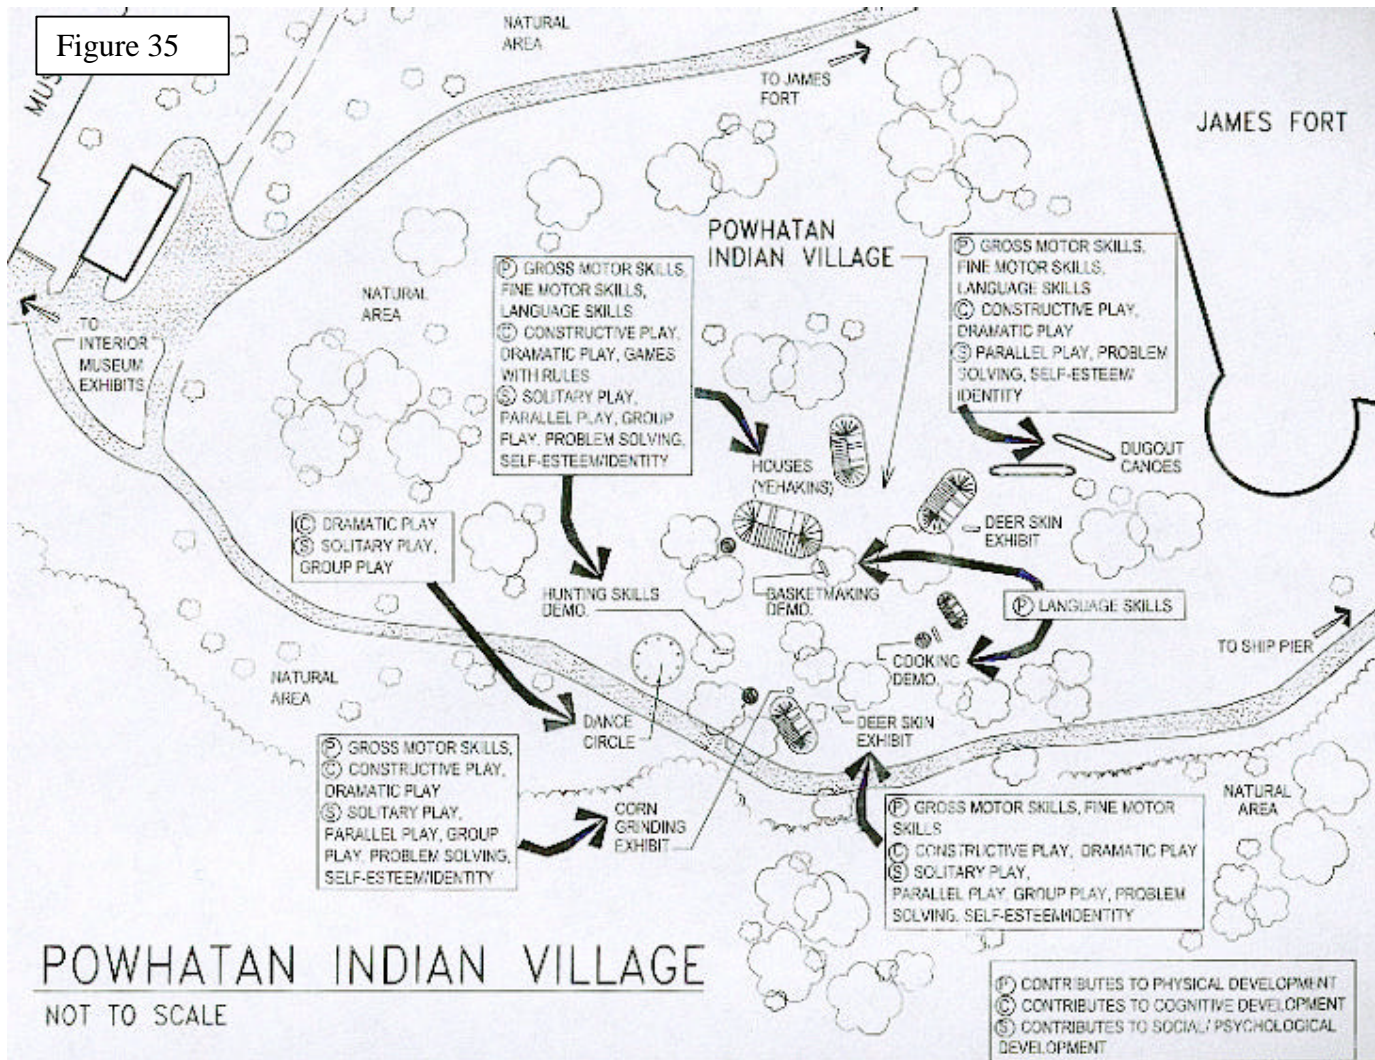 Figure 35
MUS
NATURAL
AREA
TO JAMES
FORT
JAMES FORT
POWHATAN
INDIAN VILLAGE
Ⓟ GROSS MOTOR SKILLS,
FINE MOTOR SKILLS,
LANGUAGE SKILLS
Ⓒ CONSTRUCTIVE PLAY,
DRAMATIC PLAY
Ⓢ PARALLEL PLAY, PROBLEM
SOLVING, SELF-ESTEEM/
IDENTITY
Ⓟ GROSS MOTOR SKILLS,
FINE MOTOR SKILLS,
LANGUAGE SKILLS
Ⓒ CONSTRUCTIVE PLAY,
DRAMATIC PLAY, GAMES
WITH RULES
Ⓢ SOLITARY PLAY,
PARALLEL PLAY, GROUP
PLAY, PROBLEM SOLVING,
SELF-ESTEEM/IDENTITY
NATURAL
AREA
TO
INTERIOR
MUSEUM
EXHIBITS
HOUSES
(YEHAKINS)
DUGOUT
CANOES
DEER SKIN
EXHIBIT
Ⓒ DRAMATIC PLAY
Ⓢ SOLITARY PLAY,
GROUP PLAY
HUNTING SKILLS
DEMO.
BASKETMAKING
DEMO.
Ⓟ LANGUAGE SKILLS
TO SHIP PIER
COOKING
DEMO.
NATURAL
AREA
DANCE
CIRCLE
DEER SKIN
EXHIBIT
Ⓟ GROSS MOTOR SKILLS,
Ⓒ CONSTRUCTIVE PLAY,
DRAMATIC PLAY
Ⓢ SOLITARY PLAY,
PARALLEL PLAY, GROUP
PLAY, PROBLEM SOLVING,
SELF-ESTEEM/IDENTITY
CORN
GRINDING
EXHIBIT
Ⓟ GROSS MOTOR SKILLS, FINE MOTOR
SKILLS
Ⓒ CONSTRUCTIVE PLAY, DRAMATIC PLAY
Ⓢ SOLITARY PLAY,
PARALLEL PLAY, GROUP PLAY, PROBLEM
SOLVING, SELF-ESTEEM/IDENTITY
NATURAL
AREA
POWHATAN INDIAN VILLAGE
NOT TO SCALE
Ⓟ CONTRIBUTES TO PHYSICAL DEVELOPMENT
Ⓒ CONTRIBUTES TO COGNITIVE DEVELOPMENT
Ⓢ CONTRIBUTES TO SOCIAL/ PSYCHOLOGICAL
DEVELOPMENT